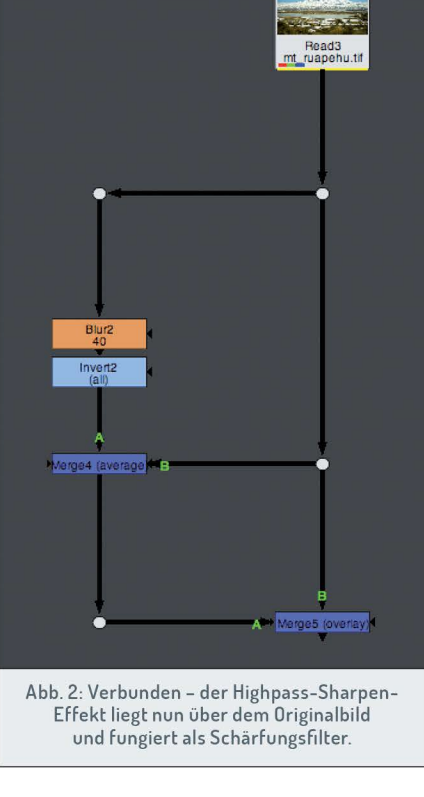 Read3
mt_ruapehu.tif
Blur2
40
Invert2
(all)
A
Merge4 (average
B
B
A
Merge5 (overlay)
Abb. 2: Verbunden – der Highpass-Sharpen-
Effekt liegt nun über dem Originalbild
und fungiert als Schärfungsfilter.